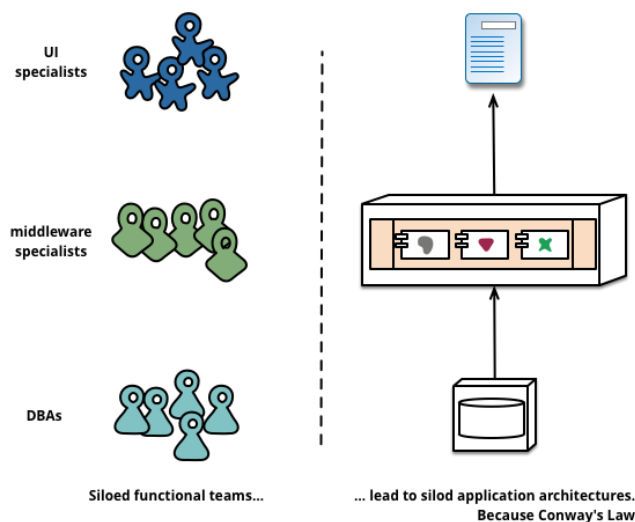 UI
specialists
middleware
specialists
DBAs
Siloed functional teams...
... lead to silod application architectures.
Because Conway's Law